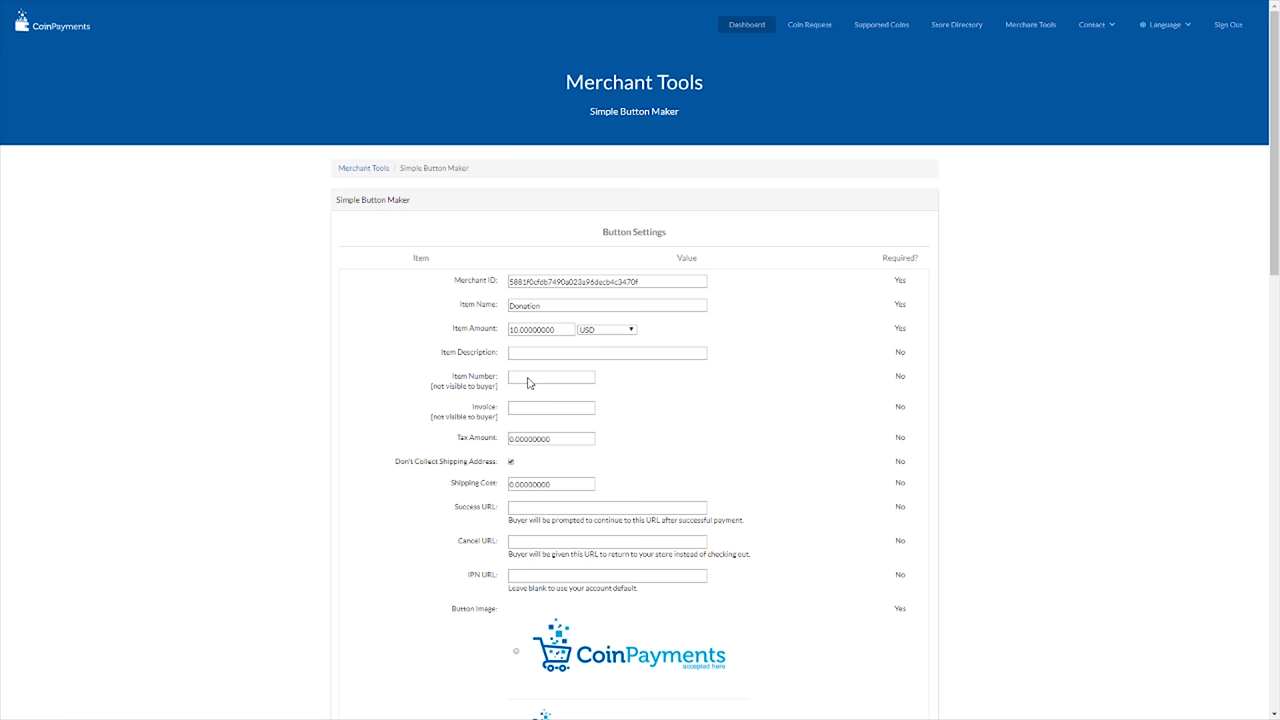 CoinPayments
Dashboard Coin Request Supported Coins Store Directory Merchant Tools Contact Language Sign Out
Merchant Tools
Simple Button Maker
Merchant Tools / Simple Button Maker
Simple Button Maker
Button Settings
Item Value Required?
Merchant ID: 5881f0cfdb7490a023a96decb4c3470f Yes
Item Name: Donation Yes
Item Amount: 10.00000000 USD Yes
Item Description: No
Item Number: No
[not visible to buyer]
Invoice: No
[not visible to buyer]
Tax Amount: 0.00000000 No
Don't Collect Shipping Address: No
Shipping Cost: 0.00000000 No
Success URL: No
Buyer will be prompted to continue to this URL after successful payment.
Cancel URL: No
Buyer will be given this URL to return to your store instead of checking out.
IPN URL: No
Leave blank to use your account default.
Button Image: Yes
CoinPayments
accepted here